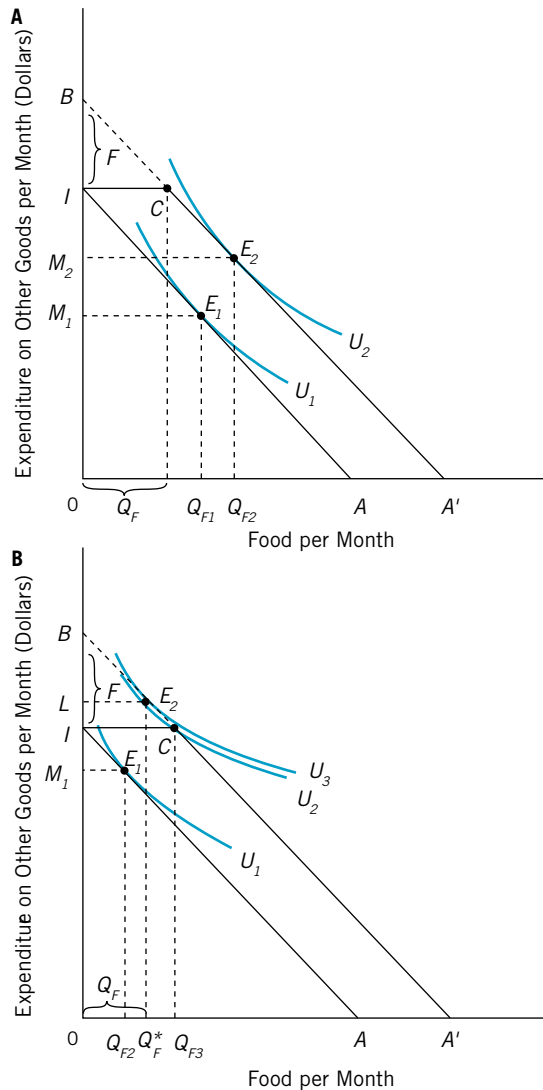 A
Expenditure on Other Goods per Month (Dollars)
B
F
I
C
M2
E2
M1
E1
U2
U1
0
QF
QF1
QF2
A
A'
Food per Month
B
Expenditure on Other Goods per Month (Dollars)
B
F
L
E2
I
C
M1
E1
U3
U2
U1
QF
0
QF2
Q*F
QF3
A
A'
Food per Month